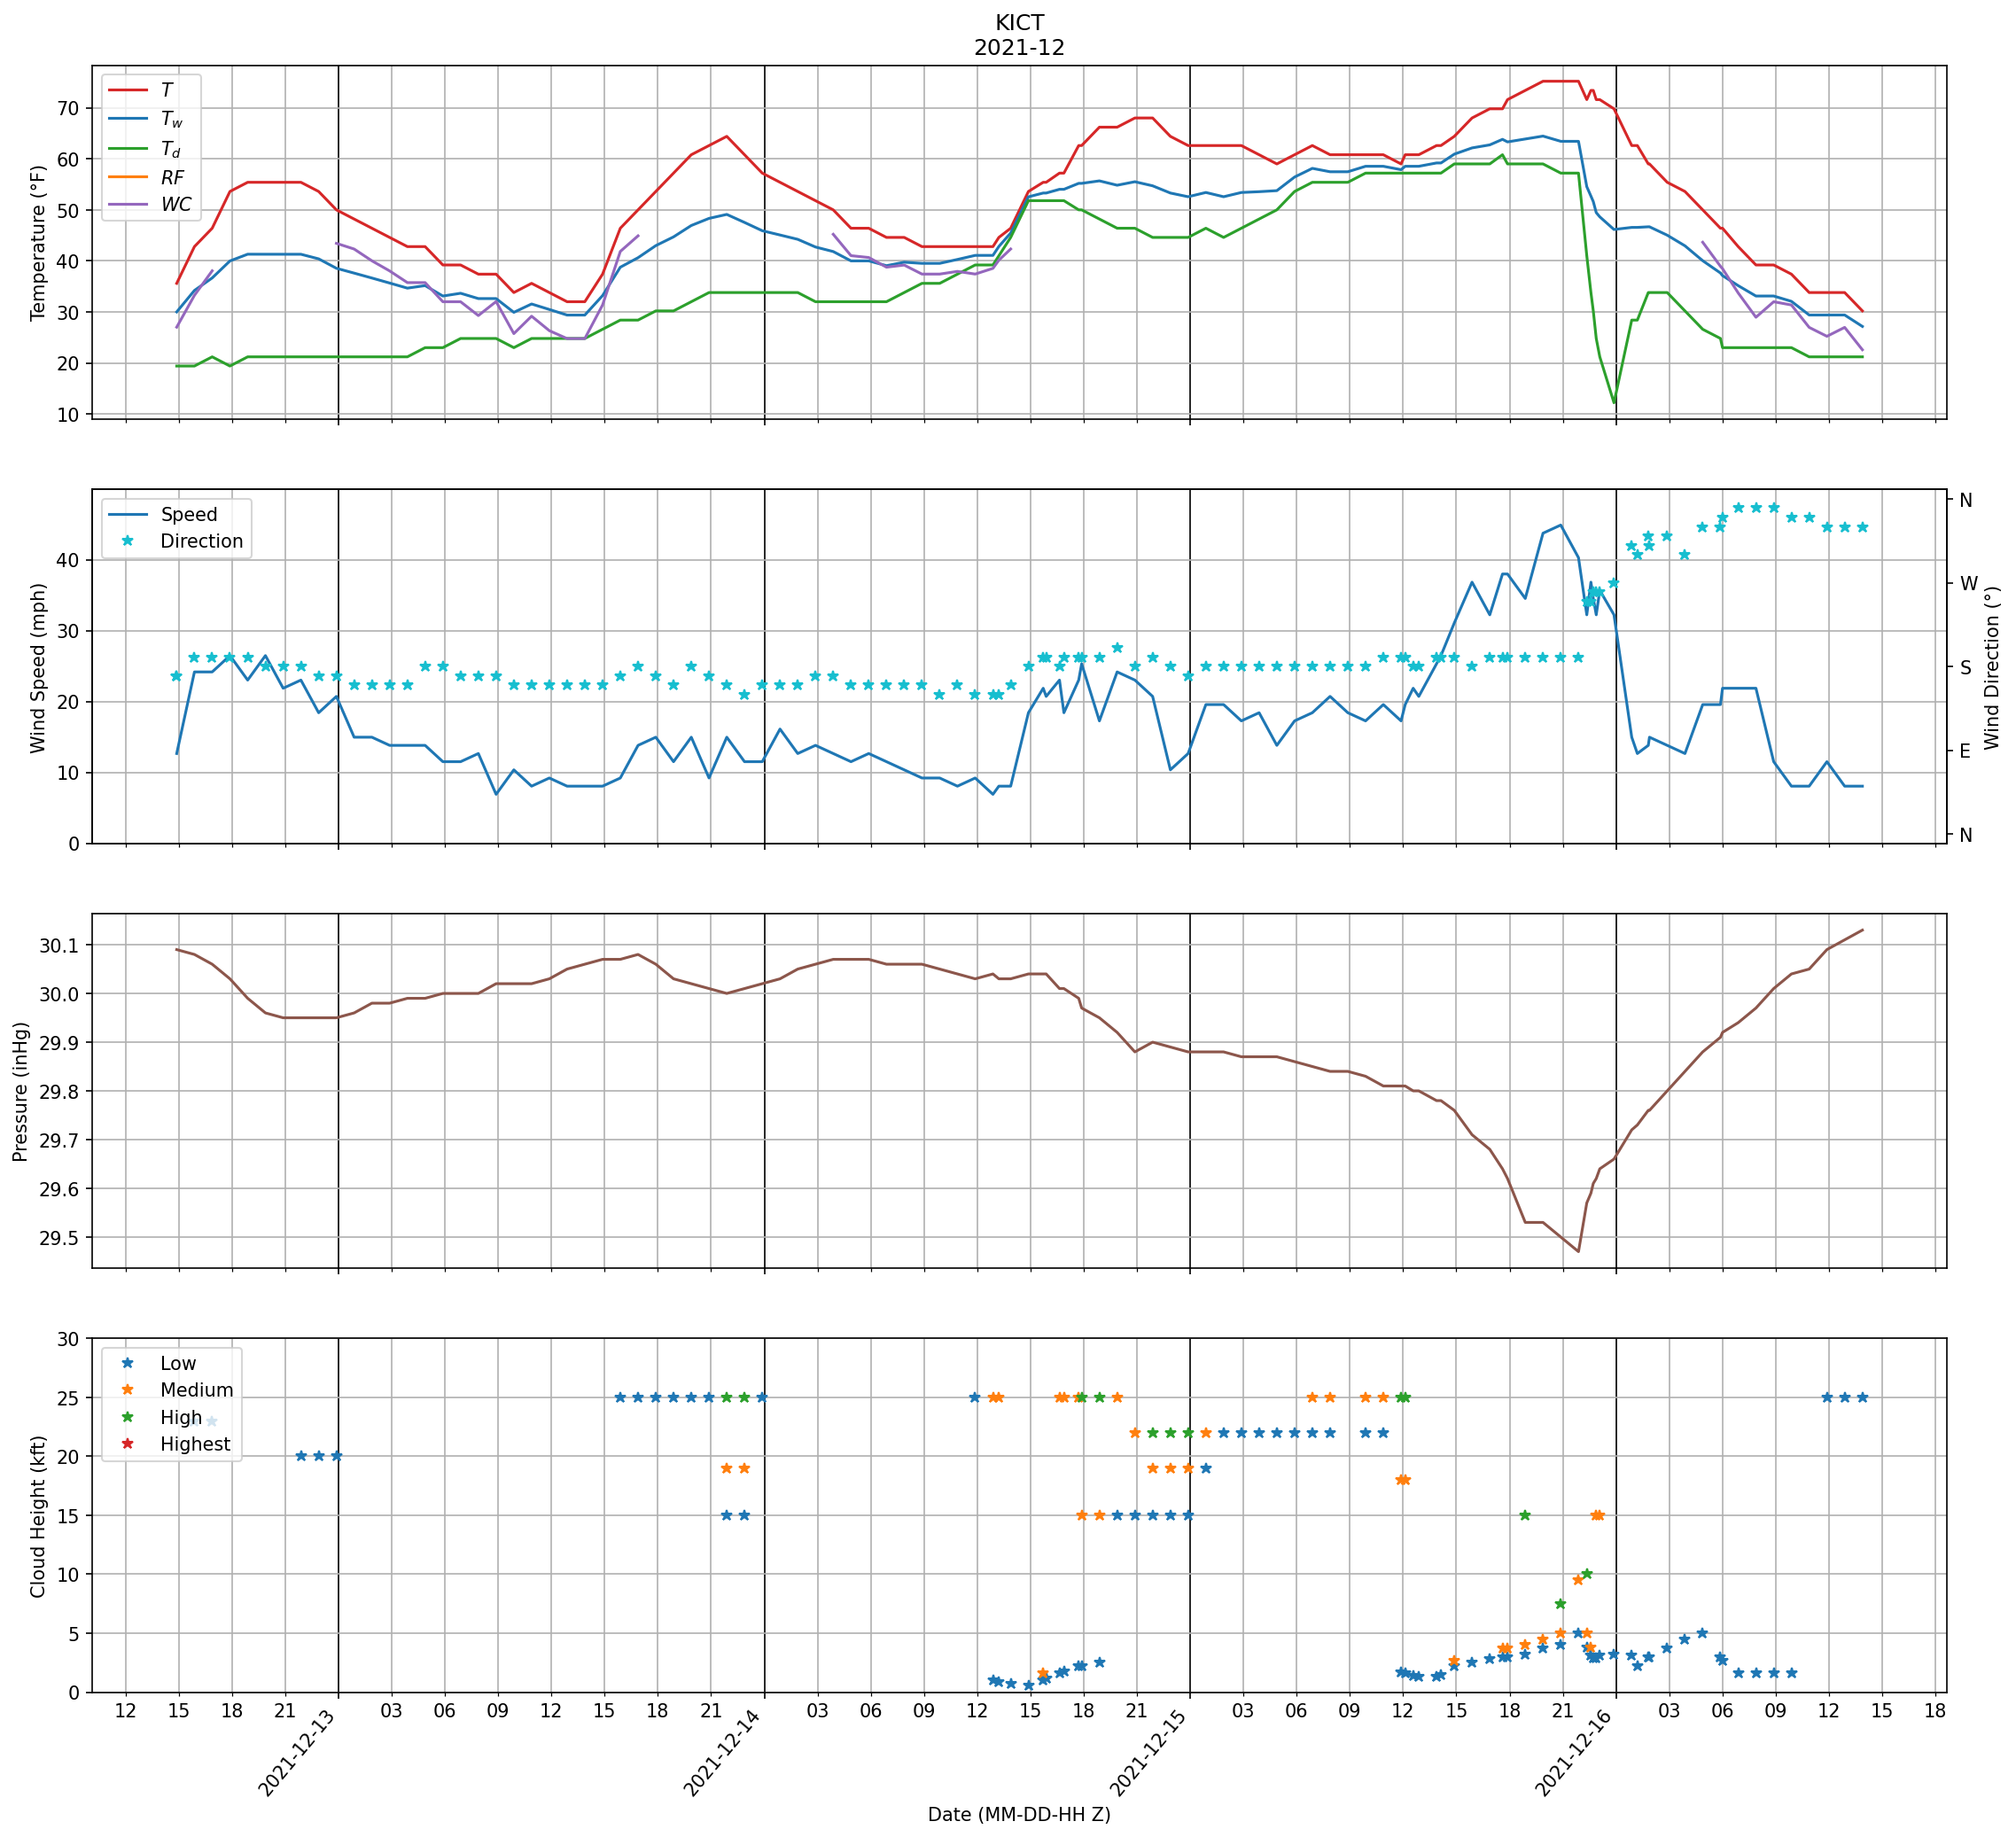 KICT
2021-12
T
T_w
T_d
RF
WC
70
60
50
40
30
20
10
Temperature (°F)
Speed
Direction
40
30
20
10
0
Wind Speed (mph)
N
W
S
E
N
Wind Direction (°)
30.1
30.0
29.9
29.8
29.7
29.6
29.5
Pressure (inHg)
Low
Medium
High
Highest
30
25
20
15
10
5
0
Cloud Height (kft)
12 15 18 21 2021-12-13 03 06 09 12 15 18 21 2021-12-14 03 06 09 12 15 18 21 2021-12-15 03 06 09 12 15 18 21 2021-12-16 03 06 09 12 15 18
Date (MM-DD-HH Z)